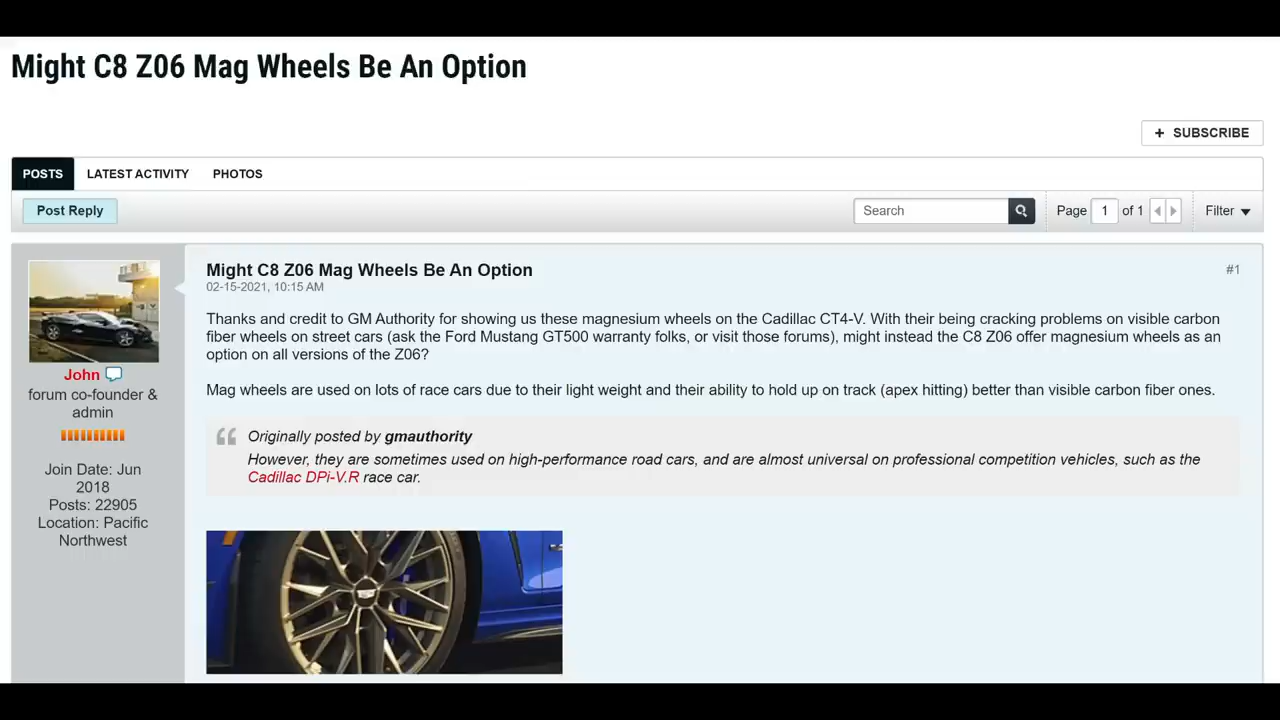 Might C8 Z06 Mag Wheels Be An Option
+ SUBSCRIBE
POSTS LATEST ACTIVITY PHOTOS
Post Reply Search Page 1 of 1 Filter
Might C8 Z06 Mag Wheels Be An Option #1
02-15-2021, 10:15 AM
Thanks and credit to GM Authority for showing us these magnesium wheels on the Cadillac CT4-V. With their being cracking problems on visible carbon
fiber wheels on street cars (ask the Ford Mustang GT500 warranty folks, or visit those forums), might instead the C8 Z06 offer magnesium wheels as an
option on all versions of the Z06?
Mag wheels are used on lots of race cars due to their light weight and their ability to hold up on track (apex hitting) better than visible carbon fiber ones.
Originally posted by gmauthority
However, they are sometimes used on high-performance road cars, and are almost universal on professional competition vehicles, such as the
Cadillac DPi-V.R race car.
John
forum co-founder &
admin
Join Date: Jun
2018
Posts: 22905
Location: Pacific
Northwest